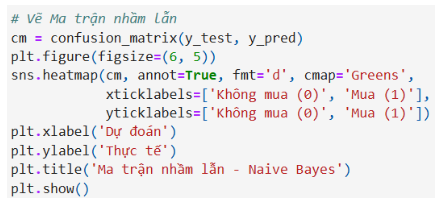 # Vẽ Ma trận nhầm lẫn
cm = confusion_matrix(y_test, y_pred)
plt.figure(figsize=(6, 5))
sns.heatmap(cm, annot=True, fmt='d', cmap='Greens',
            xticklabels=['Không mua (0)', 'Mua (1)'],
            yticklabels=['Không mua (0)', 'Mua (1)'])
plt.xlabel('Dự đoán')
plt.ylabel('Thực tế')
plt.title('Ma trận nhầm lẫn - Naive Bayes')
plt.show()